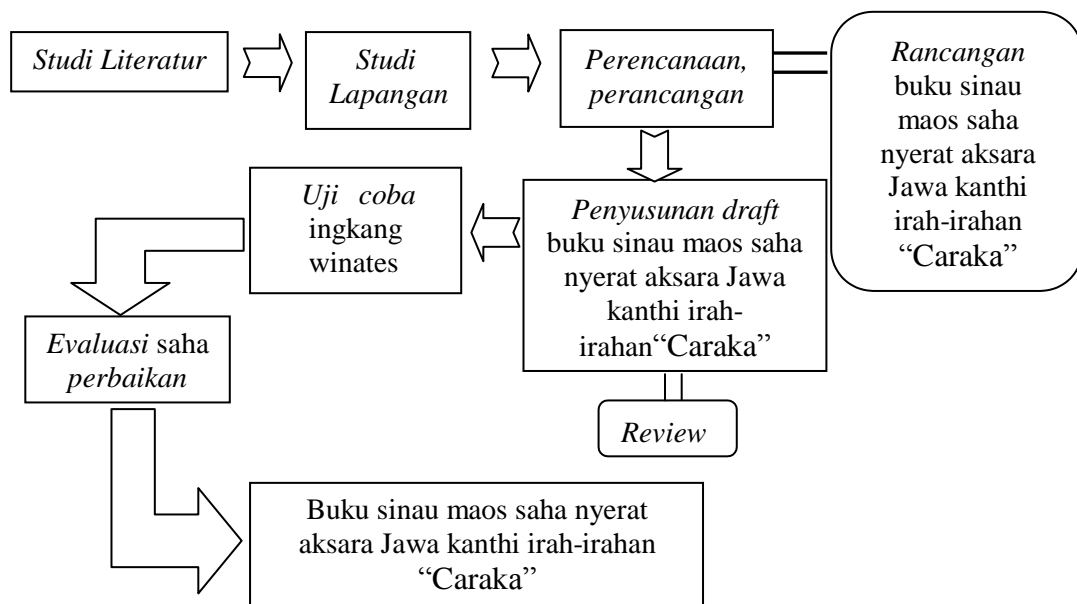 Studi Literatur
Studi
Lapangan
Perencanaan,
perancangan
Rancangan
buku sinau
maos saha
nyerat aksara
Jawa kanthi
irah-irahan
“Caraka”
Penyusunan draft
buku sinau maos saha
nyerat aksara Jawa
kanthi irah-
irahan“Caraka”
Review
Uji coba
ingkang
winates
Evaluasi saha
perbaikan
Buku sinau maos saha nyerat
aksara Jawa kanthi irah-irahan
“Caraka”